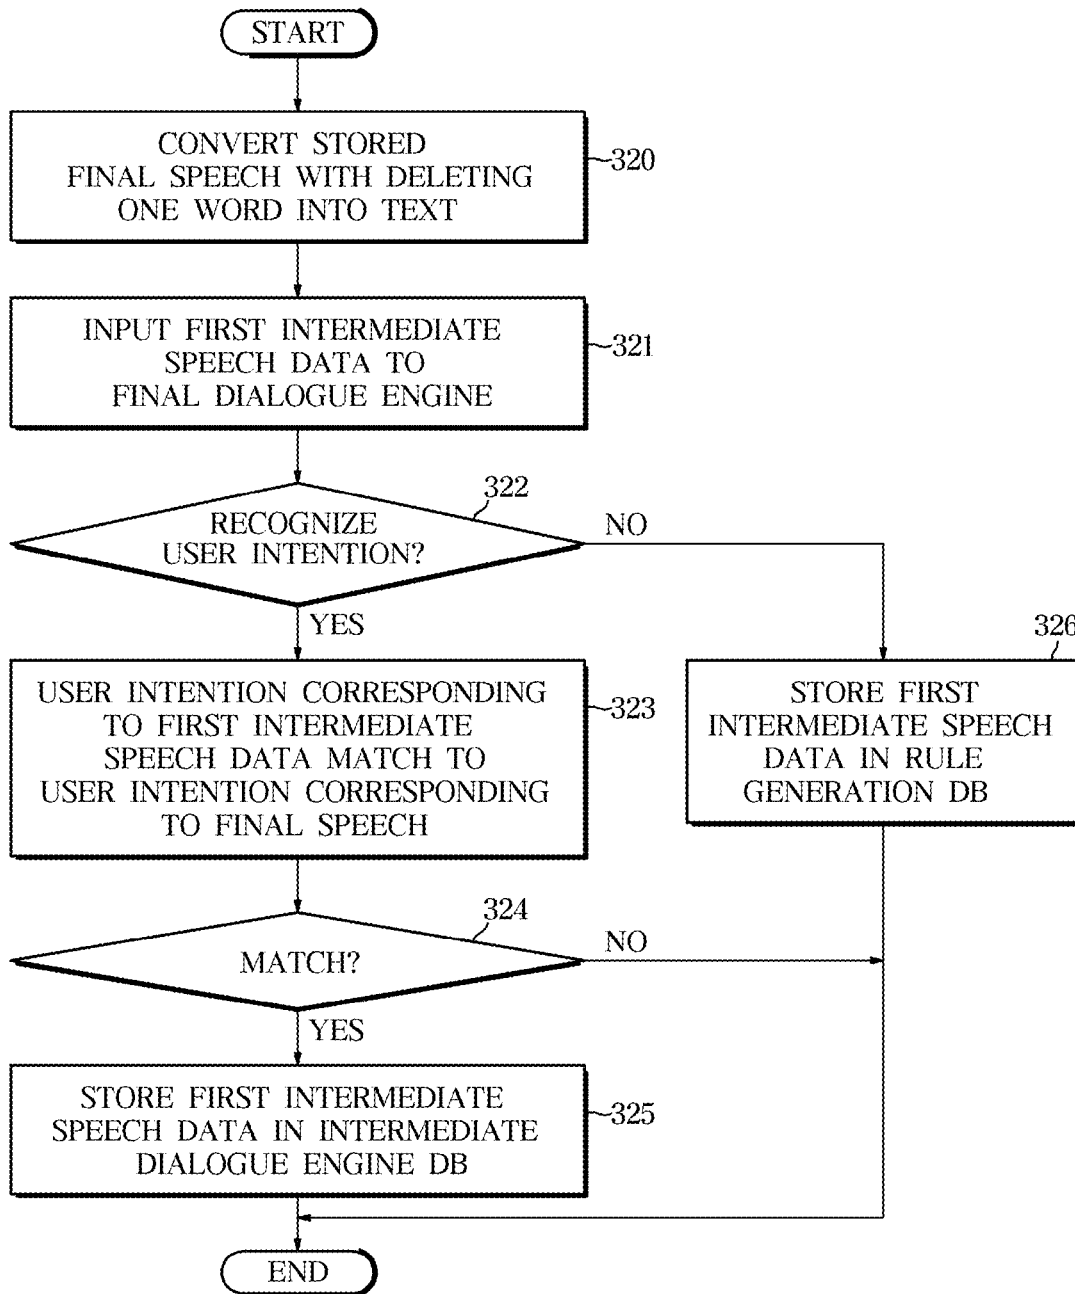 START
CONVERT STORED
FINAL SPEECH WITH DELETING
ONE WORD INTO TEXT
320
INPUT FIRST INTERMEDIATE
SPEECH DATA TO
FINAL DIALOGUE ENGINE
321
322
RECOGNIZE
USER INTENTION?
NO
YES
USER INTENTION CORRESPONDING
TO FIRST INTERMEDIATE
SPEECH DATA MATCH TO
USER INTENTION CORRESPONDING
TO FINAL SPEECH
323
326
STORE FIRST
INTERMEDIATE SPEECH
DATA IN RULE
GENERATION DB
324
MATCH?
NO
YES
STORE FIRST INTERMEDIATE
SPEECH DATA IN INTERMEDIATE
DIALOGUE ENGINE DB
325
END